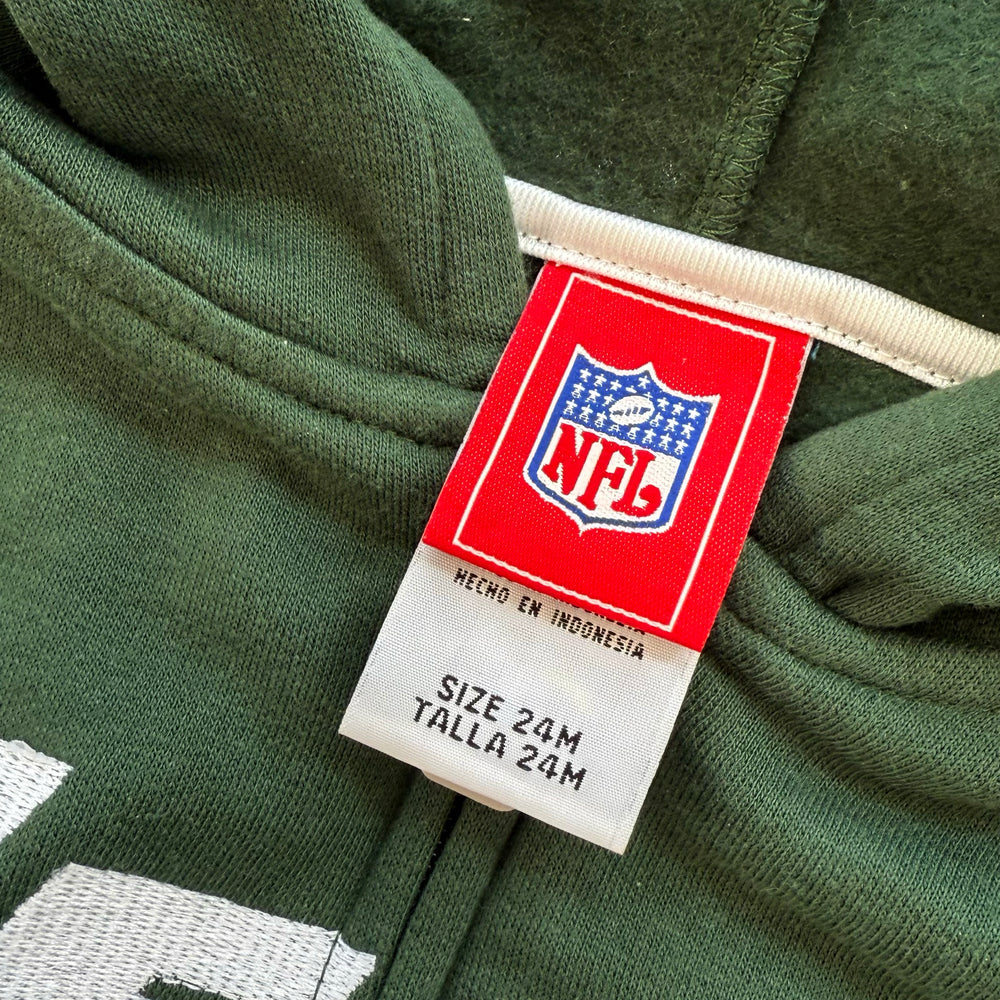 NFL
HECHO EN INDONESIA
SIZE 24M
TALLA 24M